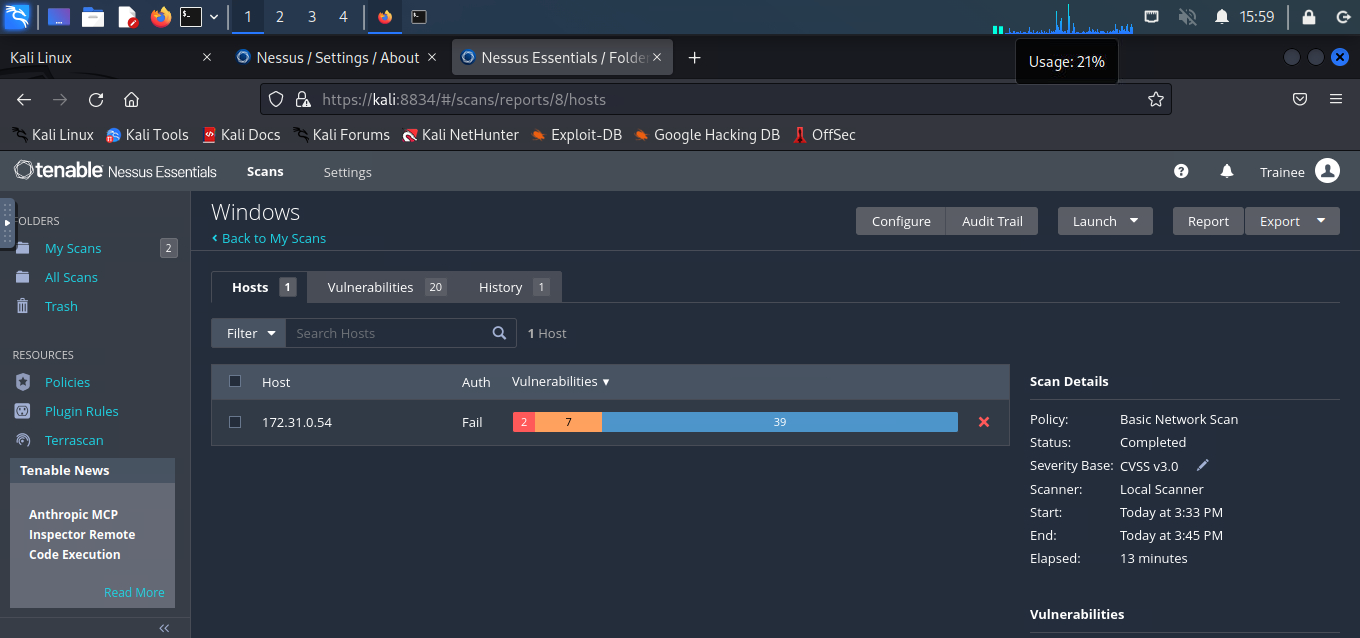 1 2 3 4 15:59
Kali Linux Nessus / Settings / About Nessus Essentials / Folde
Usage: 21%
https://kali:8834/#/scans/reports/8/hosts
Kali Linux Kali Tools Kali Docs Kali Forums Kali NetHunter Exploit-DB Google Hacking DB OffSec
tenable Nessus Essentials Scans Settings Trainee
FOLDERS
My Scans 2
All Scans
Trash
RESOURCES
Policies
Plugin Rules
Terrascan
Tenable News
Anthropic MCP
Inspector Remote
Code Execution
Read More
Windows
Back to My Scans
Configure Audit Trail Launch Report Export
Hosts 1 Vulnerabilities 20 History 1
Filter Search Hosts 1 Host
Host Auth Vulnerabilities
172.31.0.54 Fail 2 7 39
Scan Details
Policy: Basic Network Scan
Status: Completed
Severity Base: CVSS v3.0
Scanner: Local Scanner
Start: Today at 3:33 PM
End: Today at 3:45 PM
Elapsed: 13 minutes
Vulnerabilities